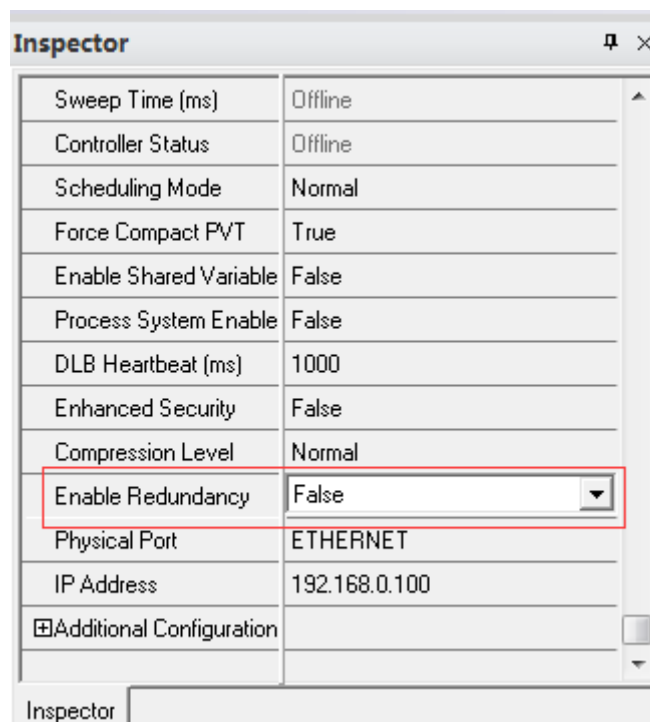 Inspector
Sweep Time (ms) Offline
Controller Status Offline
Scheduling Mode Normal
Force Compact PVT True
Enable Shared Variable False
Process System Enable False
DLB Heartbeat (ms) 1000
Enhanced Security False
Compression Level Normal
Enable Redundancy False
Physical Port ETHERNET
IP Address 192.168.0.100
Additional Configuration
Inspector